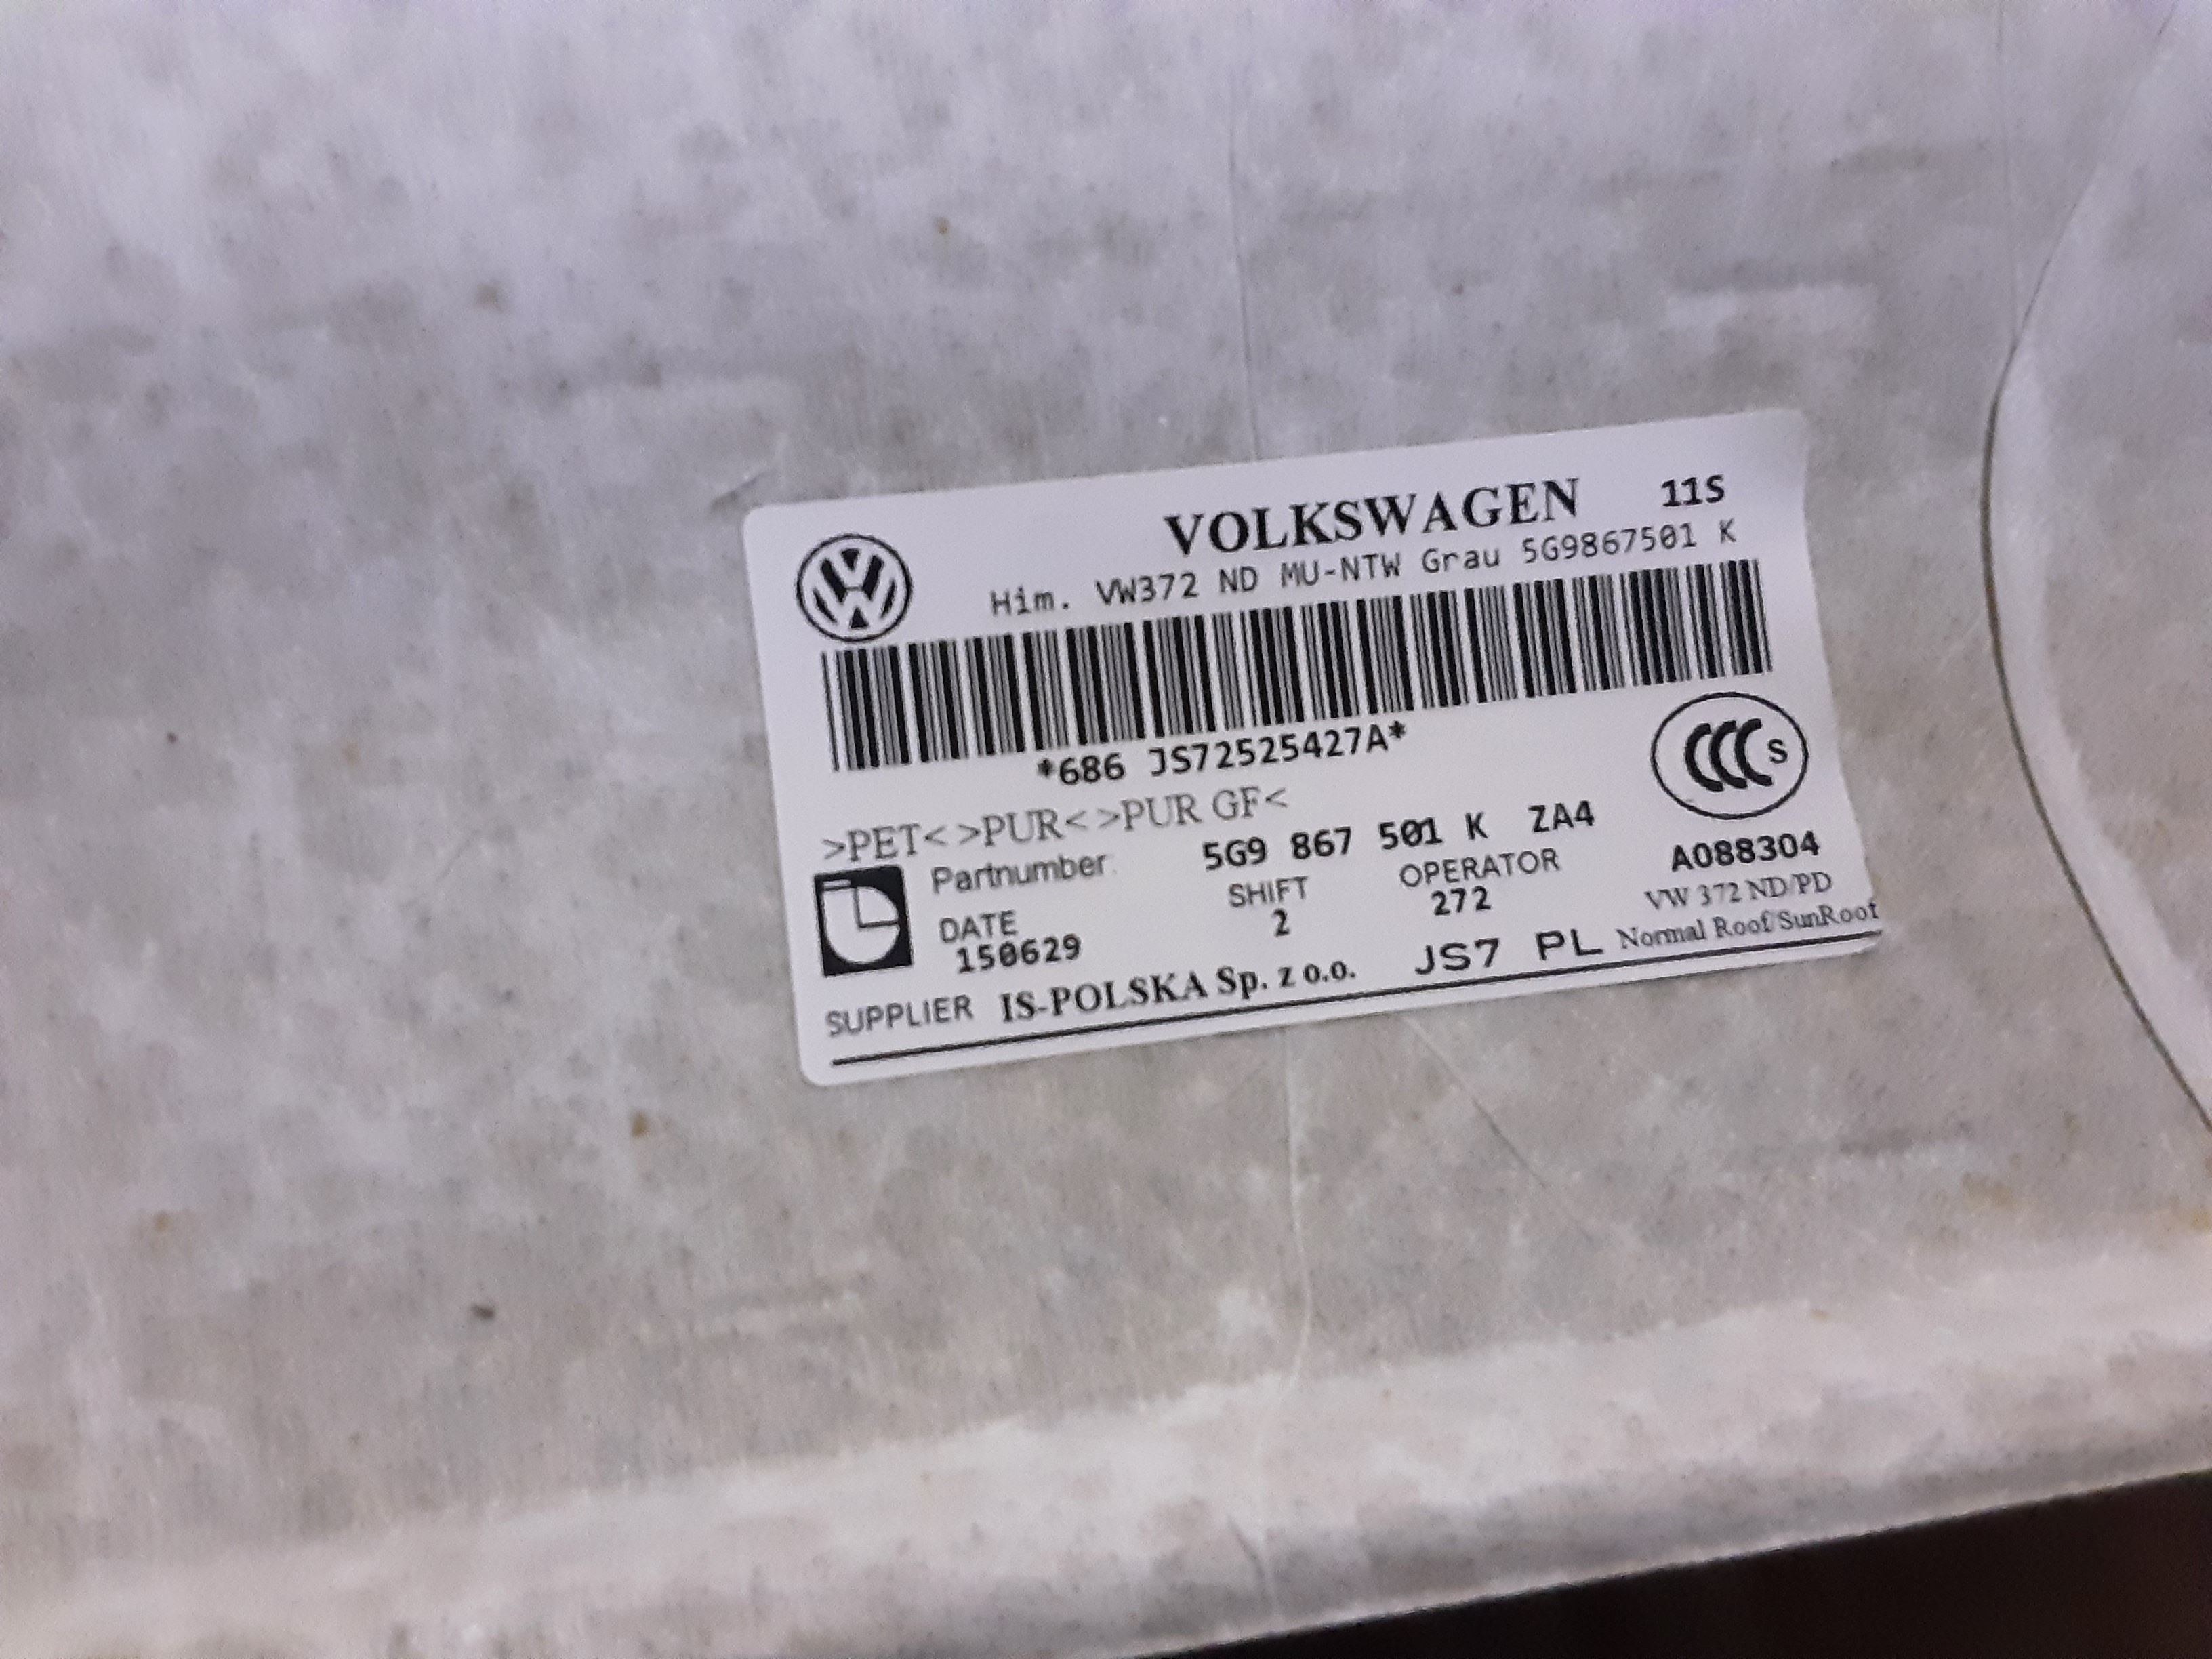 VOLKSWAGEN 11S
Him. VW372 ND MU-NTW Grau 5G9867501 K
*686 JS72525427A*
>PET< >PUR< >PUR GF<
CCC S
Partnumber: 5G9 867 501 K ZA4
A088304
DATE SHIFT OPERATOR
150629 2 272
VW 372 ND/PD
Normal Roof/SunRoof
SUPPLIER IS-POLSKA Sp. z o.o. JS7 PL